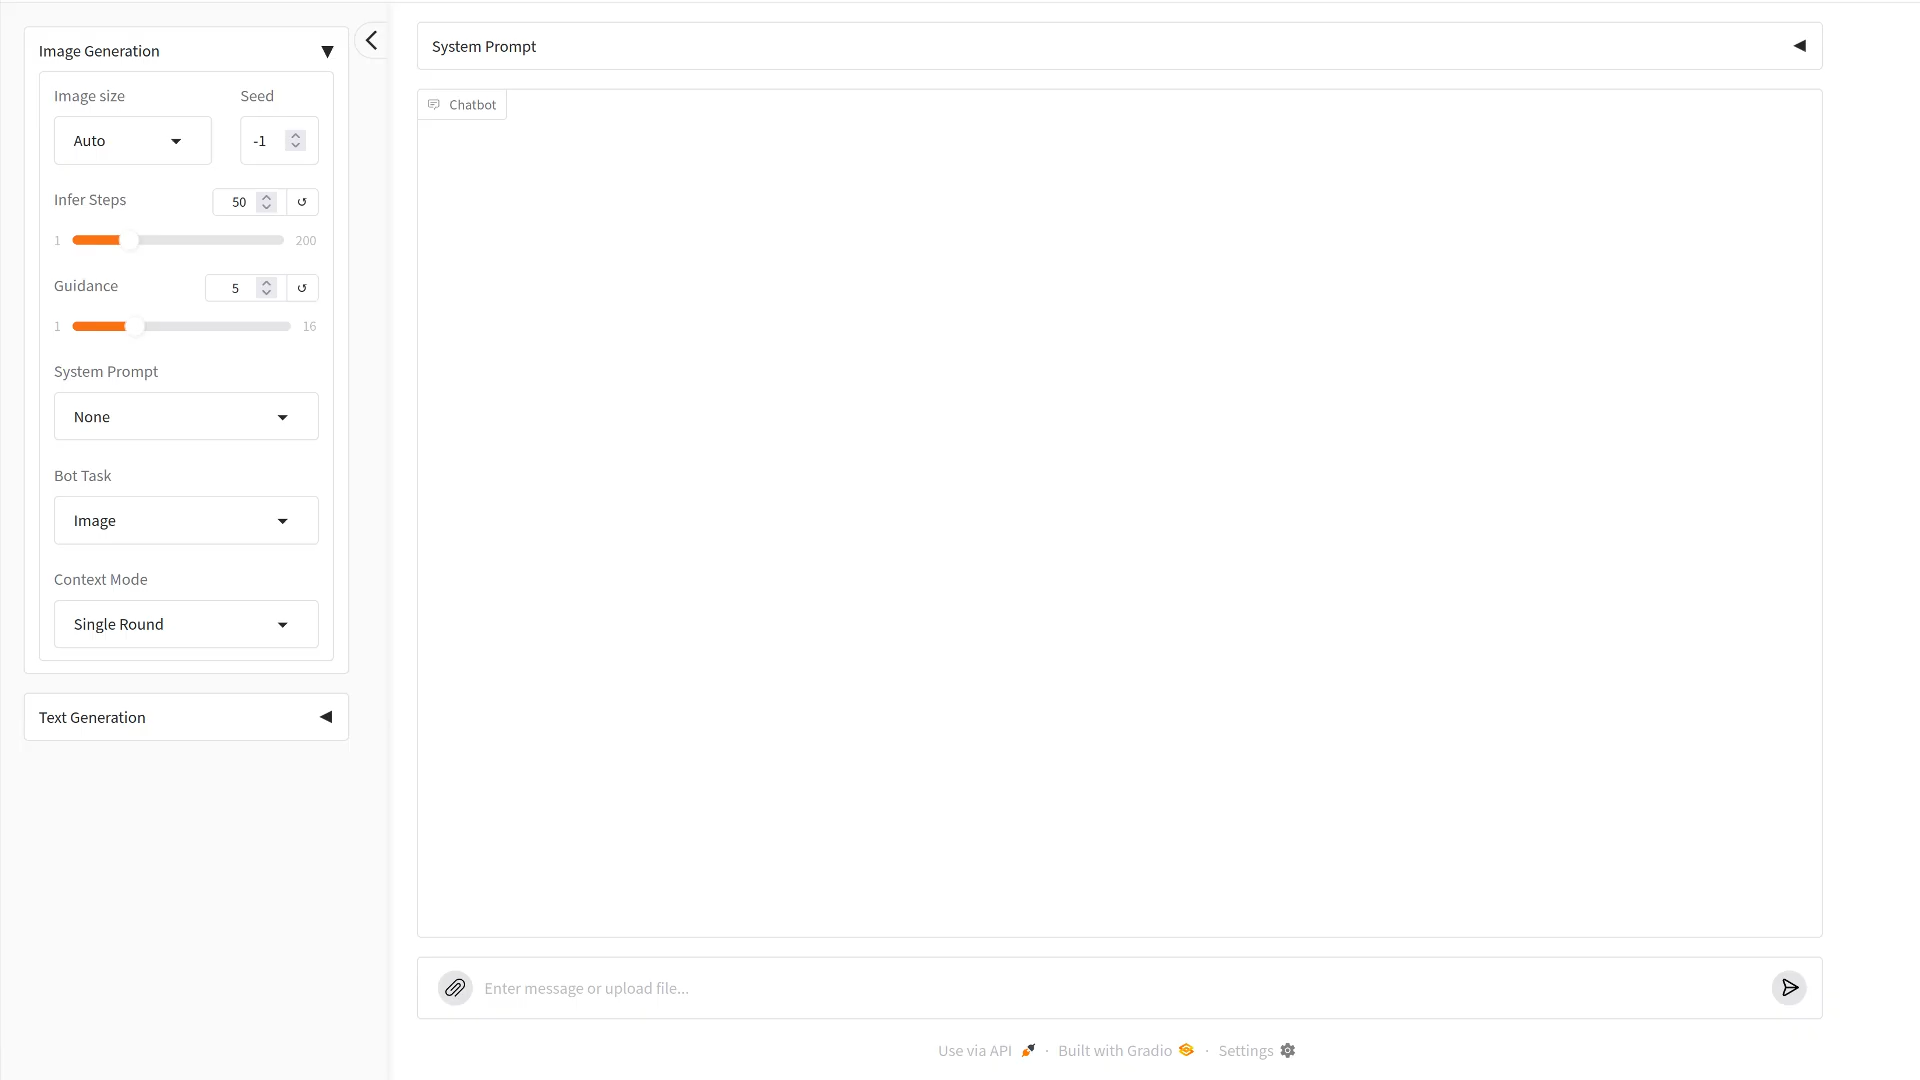 Image Generation
Image size
Seed
Auto
-1
Infer Steps
50
1
200
Guidance
5
1
16
System Prompt
None
Bot Task
Image
Context Mode
Single Round
Text Generation
System Prompt
Chatbot
Enter message or upload file...
Use via API · Built with Gradio · Settings